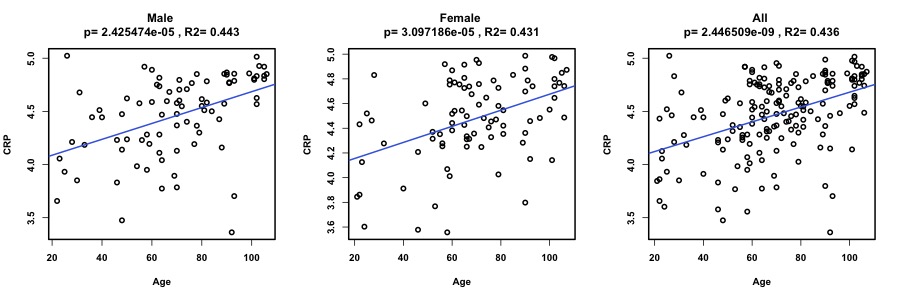 Male
p= 2.425474e-05 , R2= 0.443
CRP
5.0
4.5
4.0
3.5
20 40 60 80 100
Age
Female
p= 3.097186e-05 , R2= 0.431
CRP
5.0
4.8
4.6
4.4
4.2
4.0
3.8
3.6
20 40 60 80 100
Age
All
p= 2.446509e-09 , R2= 0.436
CRP
5.0
4.5
4.0
3.5
20 40 60 80 100
Age